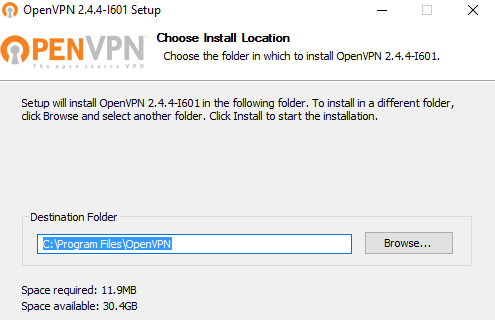 OpenVPN 2.4.4-I601 Setup
OPENVPN
The open source VPN
Choose Install Location
Choose the folder in which to install OpenVPN 2.4.4-I601.
Setup will install OpenVPN 2.4.4-I601 in the following folder. To install in a different folder,
click Browse and select another folder. Click Install to start the installation.
Destination Folder
C:\Program Files\OpenVPN
Browse...
Space required: 11.9MB
Space available: 30.4GB